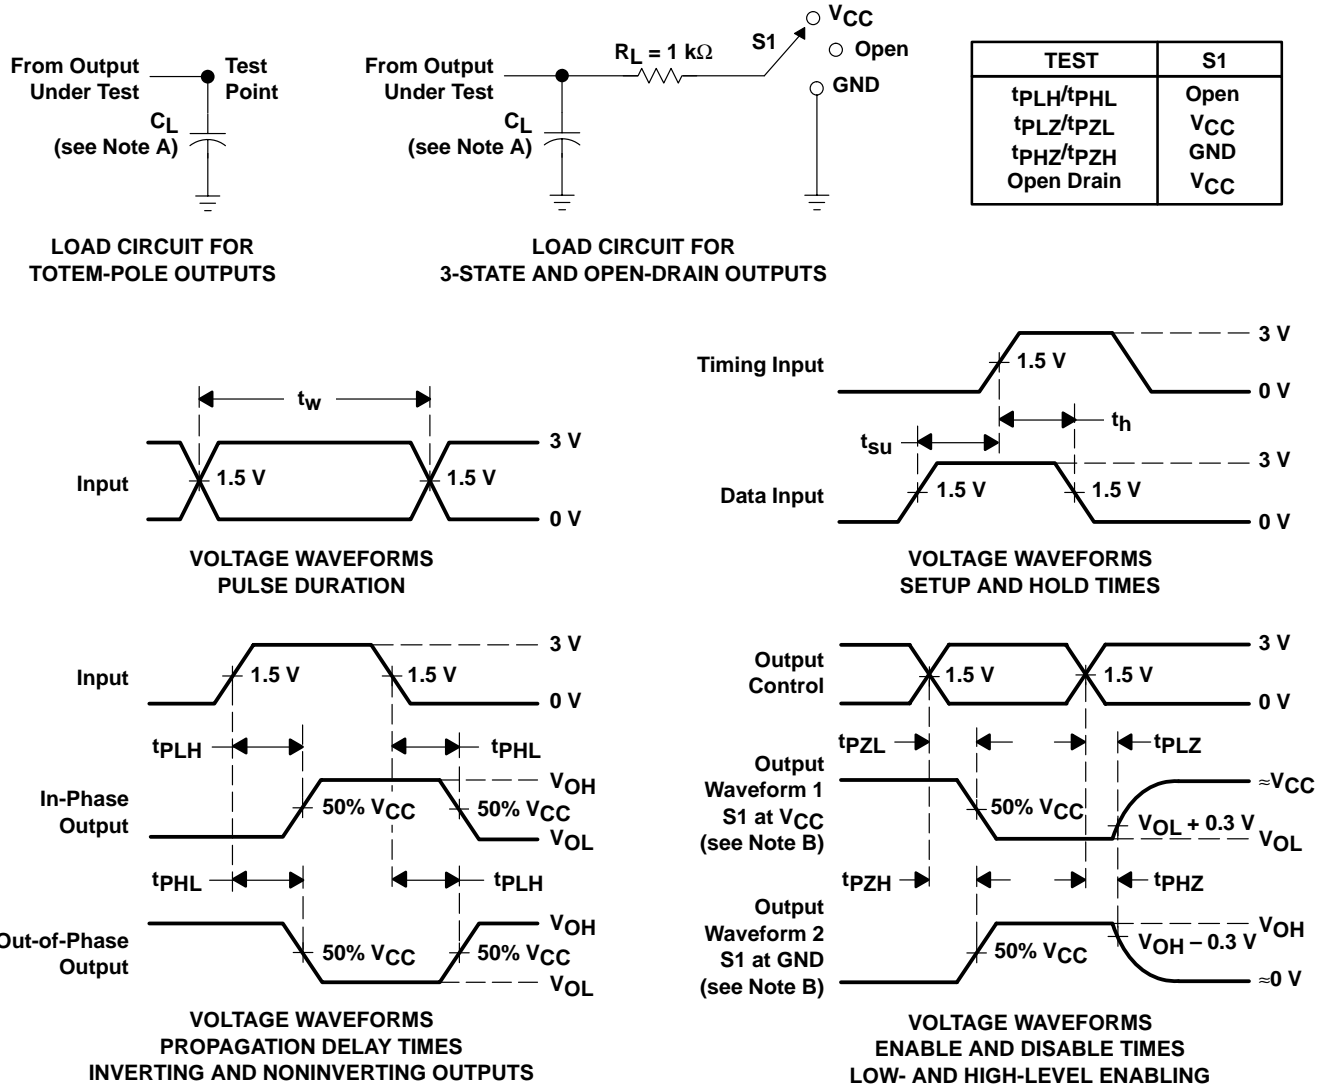 From Output
Under Test
Test
Point
CL
(see Note A)
LOAD CIRCUIT FOR
TOTEM-POLE OUTPUTS
From Output
Under Test
RL = 1 kΩ
S1
VCC
Open
GND
CL
(see Note A)
LOAD CIRCUIT FOR
3-STATE AND OPEN-DRAIN OUTPUTS
TEST S1
tPLH/tPHL Open
tPLZ/tPZL VCC
tPHZ/tPZH GND
Open Drain VCC
tw
Input
1.5 V
1.5 V
3 V
0 V
VOLTAGE WAVEFORMS
PULSE DURATION
Timing Input
1.5 V
3 V
0 V
th
tsu
Data Input
1.5 V
1.5 V
3 V
0 V
VOLTAGE WAVEFORMS
SETUP AND HOLD TIMES
Input
1.5 V
1.5 V
3 V
0 V
tPLH
tPHL
In-Phase
Output
50% VCC
50% VCC
VOH
VOL
tPHL
tPLH
Out-of-Phase
Output
50% VCC
50% VCC
VOH
VOL
VOLTAGE WAVEFORMS
PROPAGATION DELAY TIMES
INVERTING AND NONINVERTING OUTPUTS
Output
Control
1.5 V
1.5 V
3 V
0 V
tPZL
tPLZ
Output
Waveform 1
S1 at VCC
(see Note B)
50% VCC
VOL + 0.3 V
≈VCC
VOL
tPZH
tPHZ
Output
Waveform 2
S1 at GND
(see Note B)
50% VCC
VOH − 0.3 V
VOH
≈0 V
VOLTAGE WAVEFORMS
ENABLE AND DISABLE TIMES
LOW- AND HIGH-LEVEL ENABLING